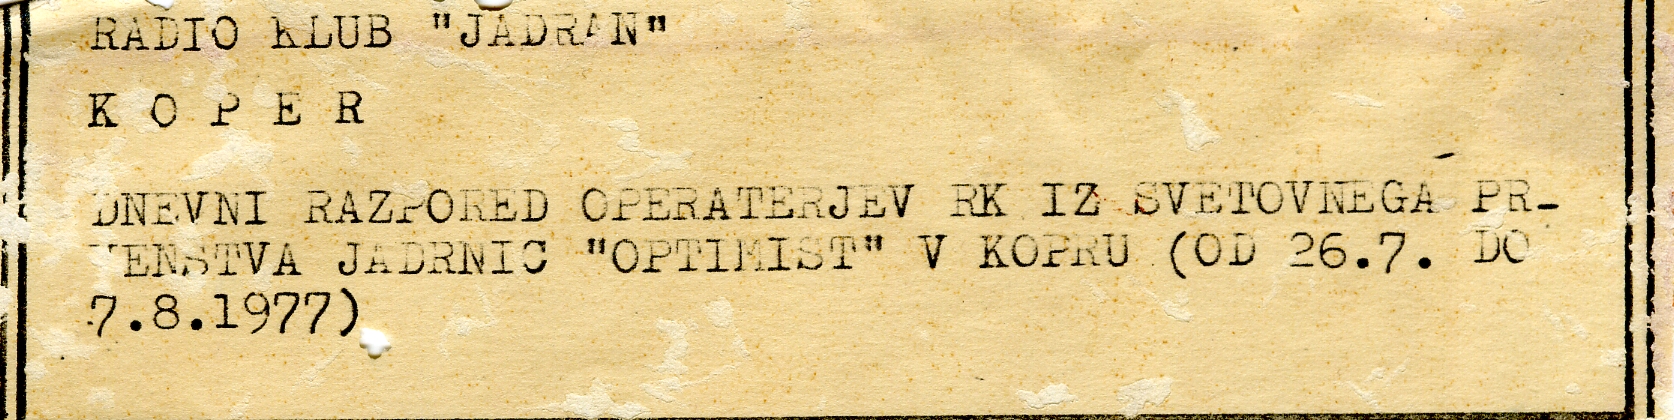 RADIO KLUB "JADRAN"
K O P E R
DNEVNI RAZPORED OPERATERJEV RK IZ SVETOVNEGA PR-
VENSTVA JADRNIC "OPTIMIST" V KOPRU (OD 26.7. DO
7.8.1977)